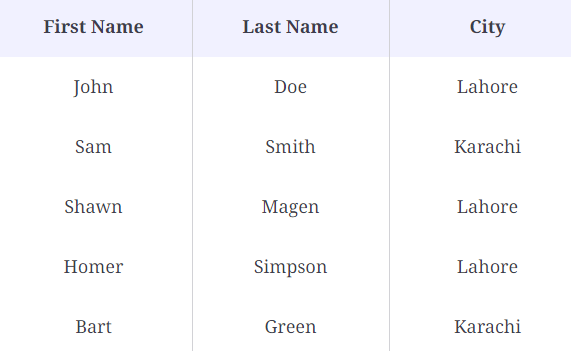 First Name Last Name City
John Doe Lahore
Sam Smith Karachi
Shawn Magen Lahore
Homer Simpson Lahore
Bart Green Karachi